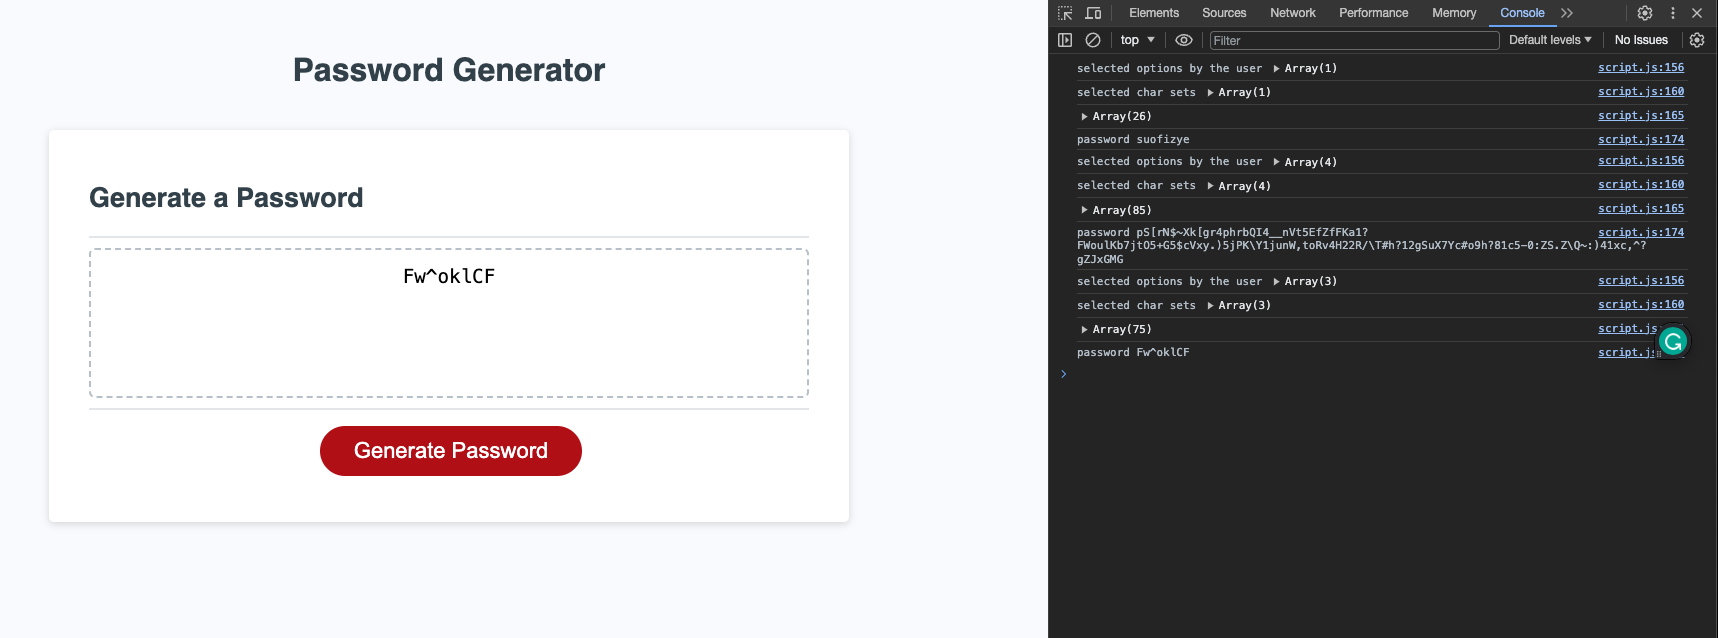 Password Generator
Generate a Password
Fw^oklCF
Generate Password
Elements Sources Network Performance Memory Console
top Filter Default levels No Issues
selected options by the user Array(1) script.js:156
selected char sets Array(1) script.js:160
Array(26) script.js:165
password suofizye script.js:174
selected options by the user Array(4) script.js:156
selected char sets Array(4) script.js:160
Array(85) script.js:165
password pS[rN$~Xk[gr4phrbQI4__nVt5EfZfFKa1? script.js:174
FWoulKb7jtO5+G5$cVxy.)5jPK\Y1junW,toRv4H22R/\T#h?12gSuX7Yc#o9h?81c5-0:ZS.Z\Q~:)41xc,^?
gZJxGMG
selected options by the user Array(3) script.js:156
selected char sets Array(3) script.js:160
Array(75) script.js
password Fw^oklCF script.js